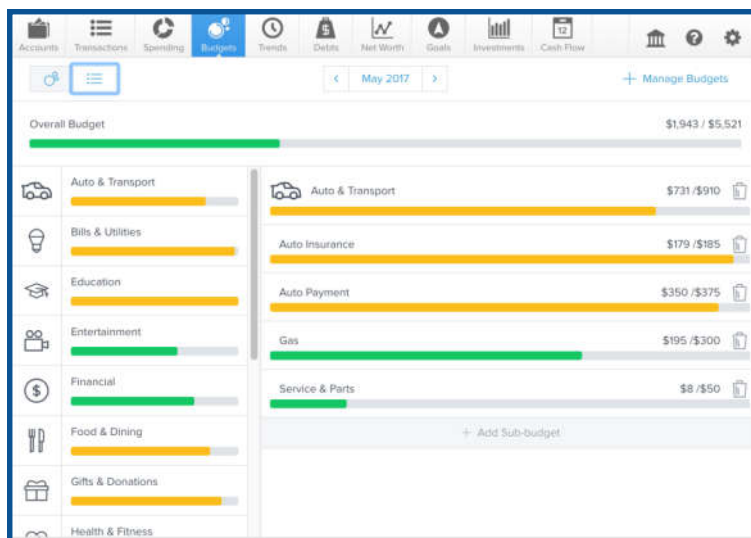 Accounts Transactions Spending Budgets Trends Debts Net Worth Goals Investments Cash Flow
12
May 2017
+ Manage Budgets
Overall Budget $1,943 / $5,521
Auto & Transport
Bills & Utilities
Education
Entertainment
Financial
Food & Dining
Gifts & Donations
Health & Fitness
Auto & Transport $731 /$910
Auto Insurance $179 /$185
Auto Payment $350 /$375
Gas $195 /$300
Service & Parts $8 /$50
+ Add Sub-budget